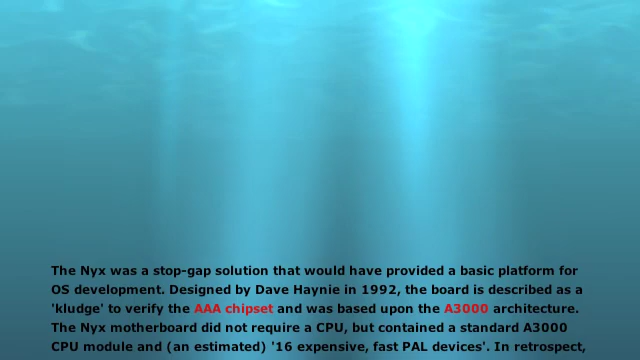 The Nyx was a stop-gap solution that would have provided a basic platform for
OS development. Designed by Dave Haynie in 1992, the board is described as a
'kludge' to verify the AAA chipset and was based upon the A3000 architecture.
The Nyx motherboard did not require a CPU, but contained a standard A3000
CPU module and (an estimated) '16 expensive, fast PAL devices'. In retrospect,